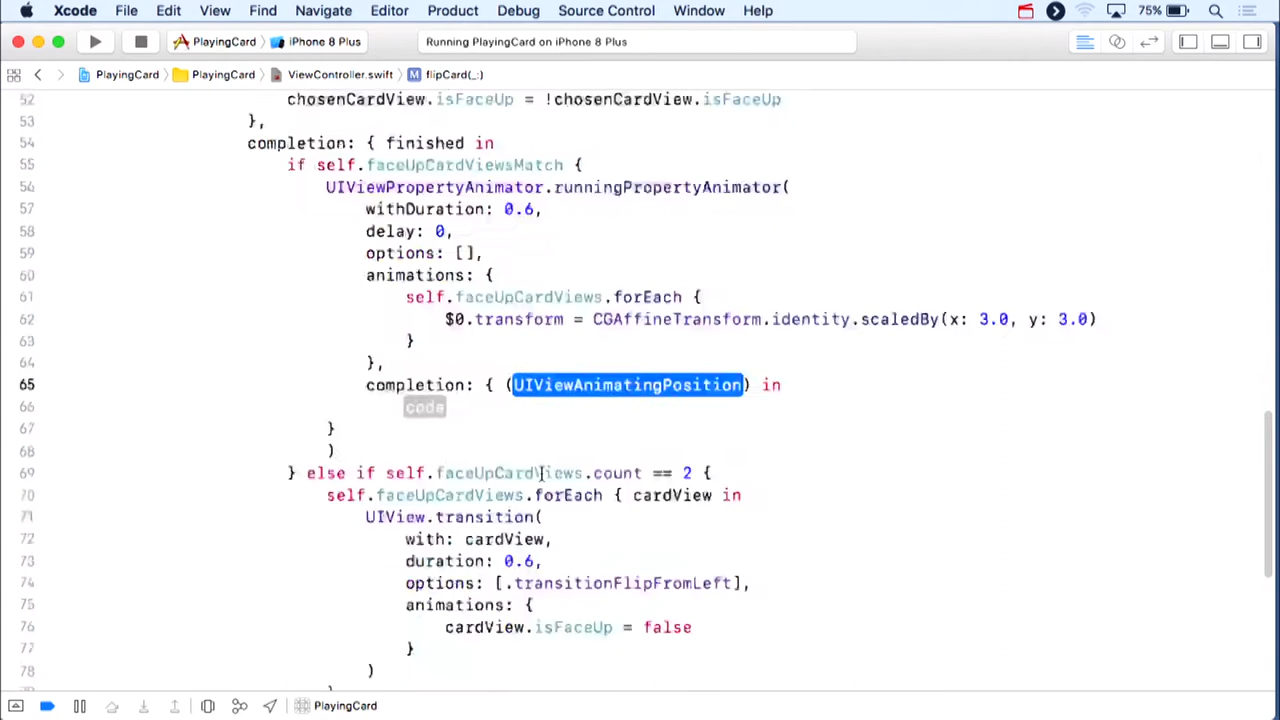 Xcode File Edit View Find Navigate Editor Product Debug Source Control Window Help 75%
PlayingCard iPhone 8 Plus Running PlayingCard on iPhone 8 Plus
PlayingCard PlayingCard ViewController.swift M flipCard(_:)
52 chosenCardView.isFaceUp = !chosenCardView.isFaceUp
53 },
54 completion: { finished in
55 if self.faceUpCardViewsMatch {
56 UIViewPropertyAnimator.runningPropertyAnimator(
57 withDuration: 0.6,
58 delay: 0,
59 options: [],
60 animations: {
61 self.faceUpCardViews.forEach {
62 $0.transform = CGAffineTransform.identity.scaledBy(x: 3.0, y: 3.0)
63 }
64 },
65 completion: { (UIViewAnimatingPosition) in
66 code
67 }
68 )
69 } else if self.faceUpCardViews.count == 2 {
70 self.faceUpCardViews.forEach { cardView in
71 UIView.transition(
72 with: cardView,
73 duration: 0.6,
74 options: [.transitionFlipFromLeft],
75 animations: {
76 cardView.isFaceUp = false
77 }
78 )
PlayingCard